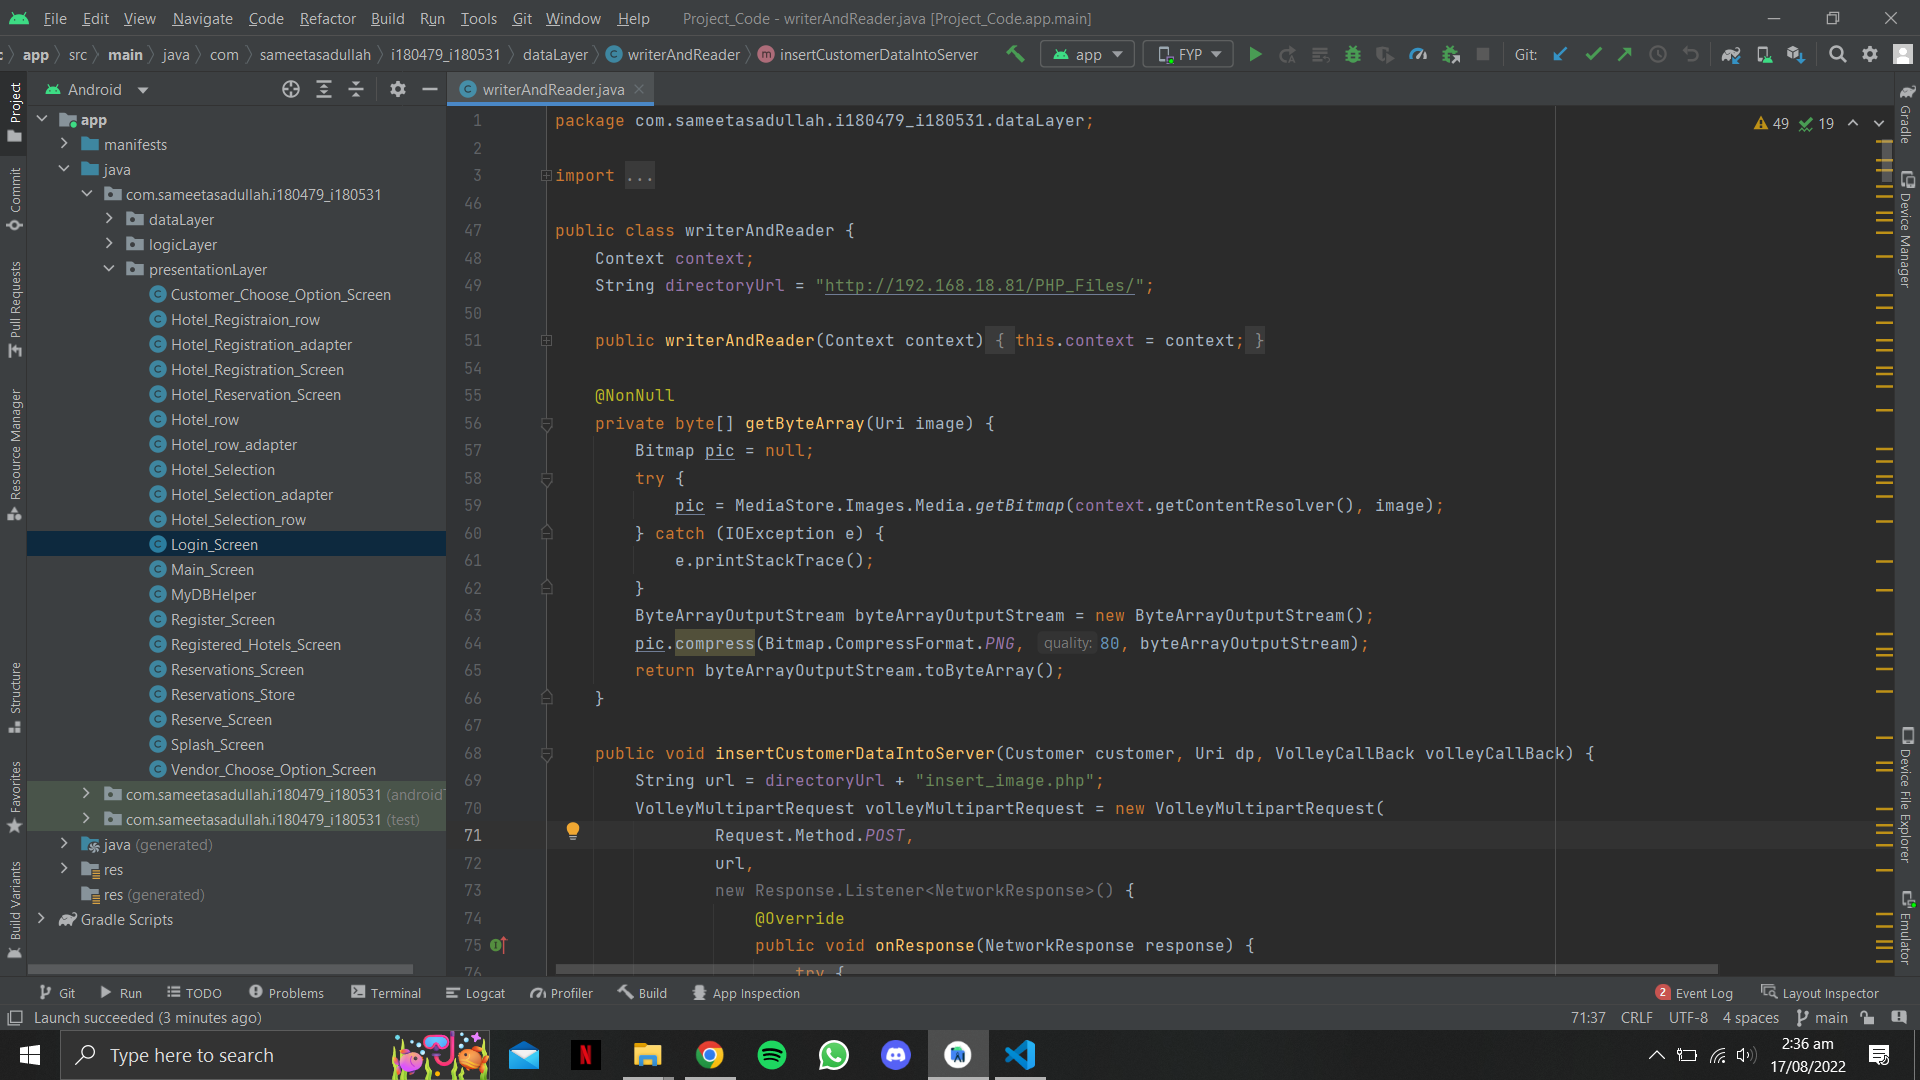 File Edit View Navigate Code Refactor Build Run Tools Git Window Help Project_Code - writerAndReader.java [Project_Code.app.main]
app src main java com sameetasadullah i180479_i180531 dataLayer writerAndReader insertCustomerDataIntoServer app FYP Git:
Android
writerAndReader.java
Project
Commit
Pull Requests
Resource Manager
Structure
Favorites
Build Variants
app
manifests
java
com.sameetasadullah.i180479_i180531
dataLayer
logicLayer
presentationLayer
Customer_Choose_Option_Screen
Hotel_Registraion_row
Hotel_Registration_adapter
Hotel_Registration_Screen
Hotel_Reservation_Screen
Hotel_row
Hotel_row_adapter
Hotel_Selection
Hotel_Selection_adapter
Hotel_Selection_row
Login_Screen
Main_Screen
MyDBHelper
Register_Screen
Registered_Hotels_Screen
Reservations_Screen
Reservations_Store
Reserve_Screen
Splash_Screen
Vendor_Choose_Option_Screen
com.sameetasadullah.i180479_i180531 (android
com.sameetasadullah.i180479_i180531 (test)
java (generated)
res
res (generated)
Gradle Scripts
49 19
1 package com.sameetasadullah.i180479_i180531.dataLayer;
2
3 import ...
46
47 public class writerAndReader {
48 Context context;
49 String directoryUrl = "http://192.168.18.81/PHP_Files/";
50
51 public writerAndReader(Context context) { this.context = context; }
54
55 @NonNull
56 private byte[] getByteArray(Uri image) {
57 Bitmap pic = null;
58 try {
59 pic = MediaStore.Images.Media.getBitmap(context.getContentResolver(), image);
60 } catch (IOException e) {
61 e.printStackTrace();
62 }
63 ByteArrayOutputStream byteArrayOutputStream = new ByteArrayOutputStream();
64 pic.compress(Bitmap.CompressFormat.PNG, quality: 80, byteArrayOutputStream);
65 return byteArrayOutputStream.toByteArray();
66 }
67
68 public void insertCustomerDataIntoServer(Customer customer, Uri dp, VolleyCallBack volleyCallBack) {
69 String url = directoryUrl + "insert_image.php";
70 VolleyMultipartRequest volleyMultipartRequest = new VolleyMultipartRequest(
71 Request.Method.POST,
72 url,
73 new Response.Listener<NetworkResponse>() {
74 @Override
75 public void onResponse(NetworkResponse response) {
76 try {
Gradle
Device Manager
Device File Explorer
Emulator
Git Run TODO Problems Terminal Logcat Profiler Build App Inspection 2 Event Log Layout Inspector
Launch succeeded (3 minutes ago) 71:37 CRLF UTF-8 4 spaces main
Type here to search
2:36 am
17/08/2022